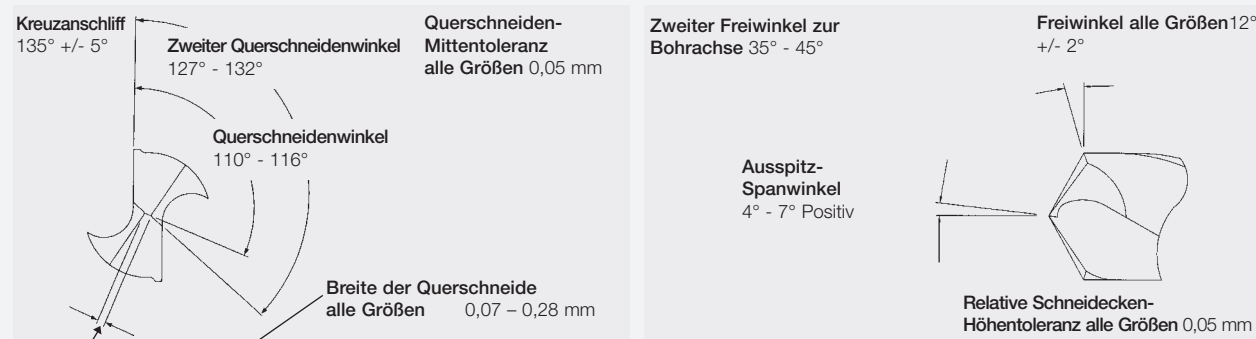 Kreuzanschliff
135° +/- 5°
Zweiter Querschneidenwinkel
127° - 132°
Querschneiden-
Mittentoleranz
alle Größen 0,05 mm
Querschneidenwinkel
110° - 116°
Breite der Querschneide
alle Größen 0,07 – 0,28 mm
Zweiter Freiwinkel zur
Bohrachse 35° - 45°
Freiwinkel alle Größen12°
+/- 2°
Ausspitz-
Spanwinkel
4° - 7° Positiv
Relative Schneidecken-
Höhentoleranz alle Größen 0,05 mm